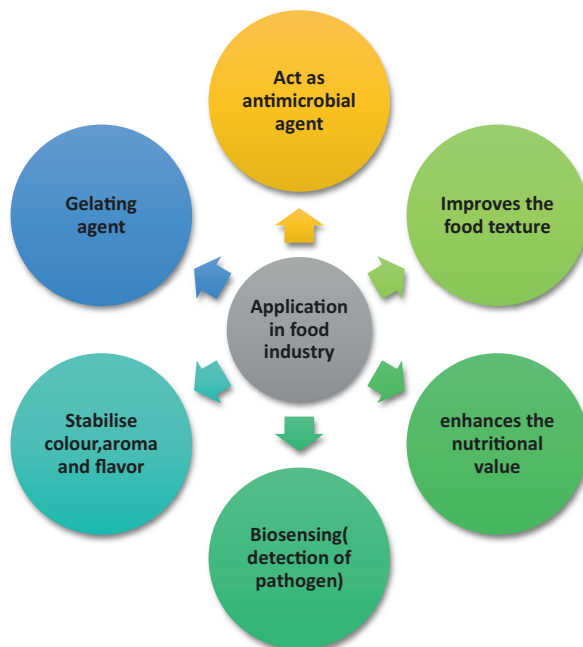 Act as
antimicrobial
agent
Gelating
agent
Improves the
food texture
Application
in food
industry
Stabilise
colour,aroma
and flavor
enhances the
nutritional
value
Biosensing(
detection of
pathogen)